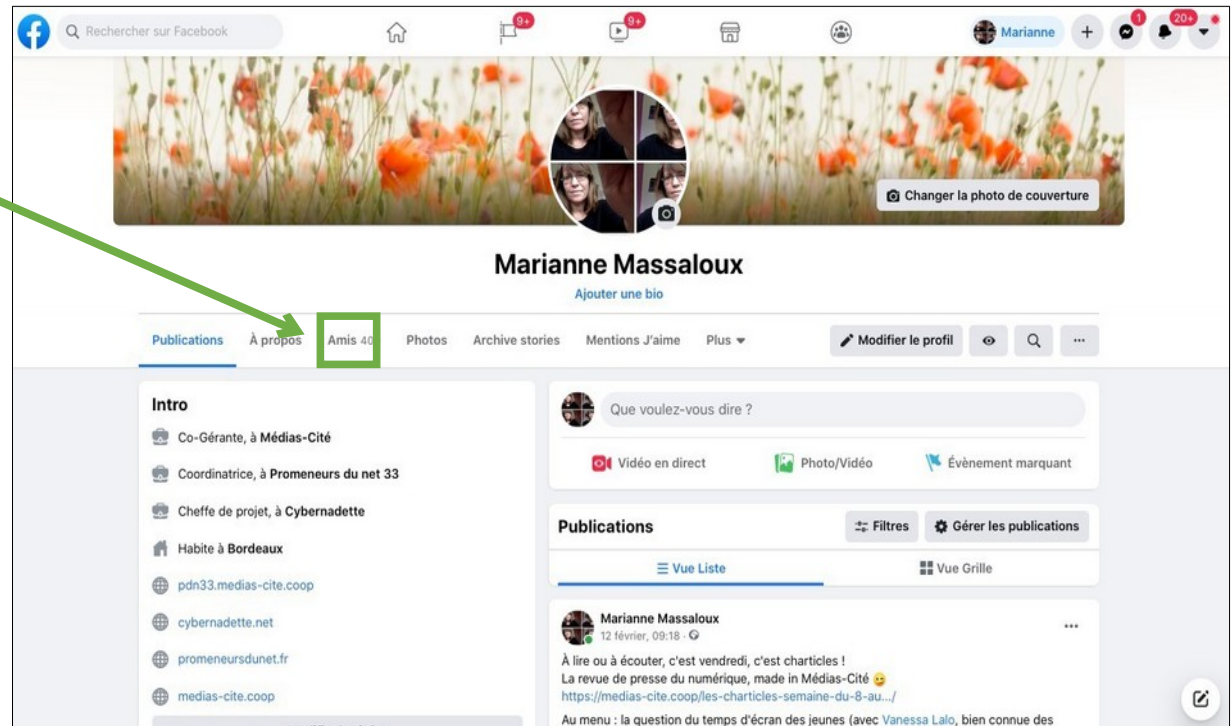 Rechercher sur Facebook
9+
9+
Marianne
1
20+
Changer la photo de couverture
Marianne Massaloux
Ajouter une bio
Publications À propos Amis 40 Photos Archive stories Mentions J'aime Plus
Modifier le profil
Intro
Co-Gérante, à Médias-Cité
Coordinatrice, à Promeneurs du net 33
Cheffe de projet, à Cybernadette
Habite à Bordeaux
pdn33.medias-cite.coop
cybernadette.net
promeneursdunet.fr
medias-cite.coop
Que voulez-vous dire ?
Vidéo en direct Photo/Vidéo Évènement marquant
Publications
Filtres Gérer les publications
Vue Liste Vue Grille
Marianne Massaloux
12 février, 09:18 ·
À lire ou à écouter, c'est vendredi, c'est charticles !
La revue de presse du numérique, made in Médias-Cité
https://medias-cite.coop/les-charticles-semaine-du-8-au.../
Au menu : la question du temps d'écran des jeunes (avec Vanessa Lalo, bien connue des